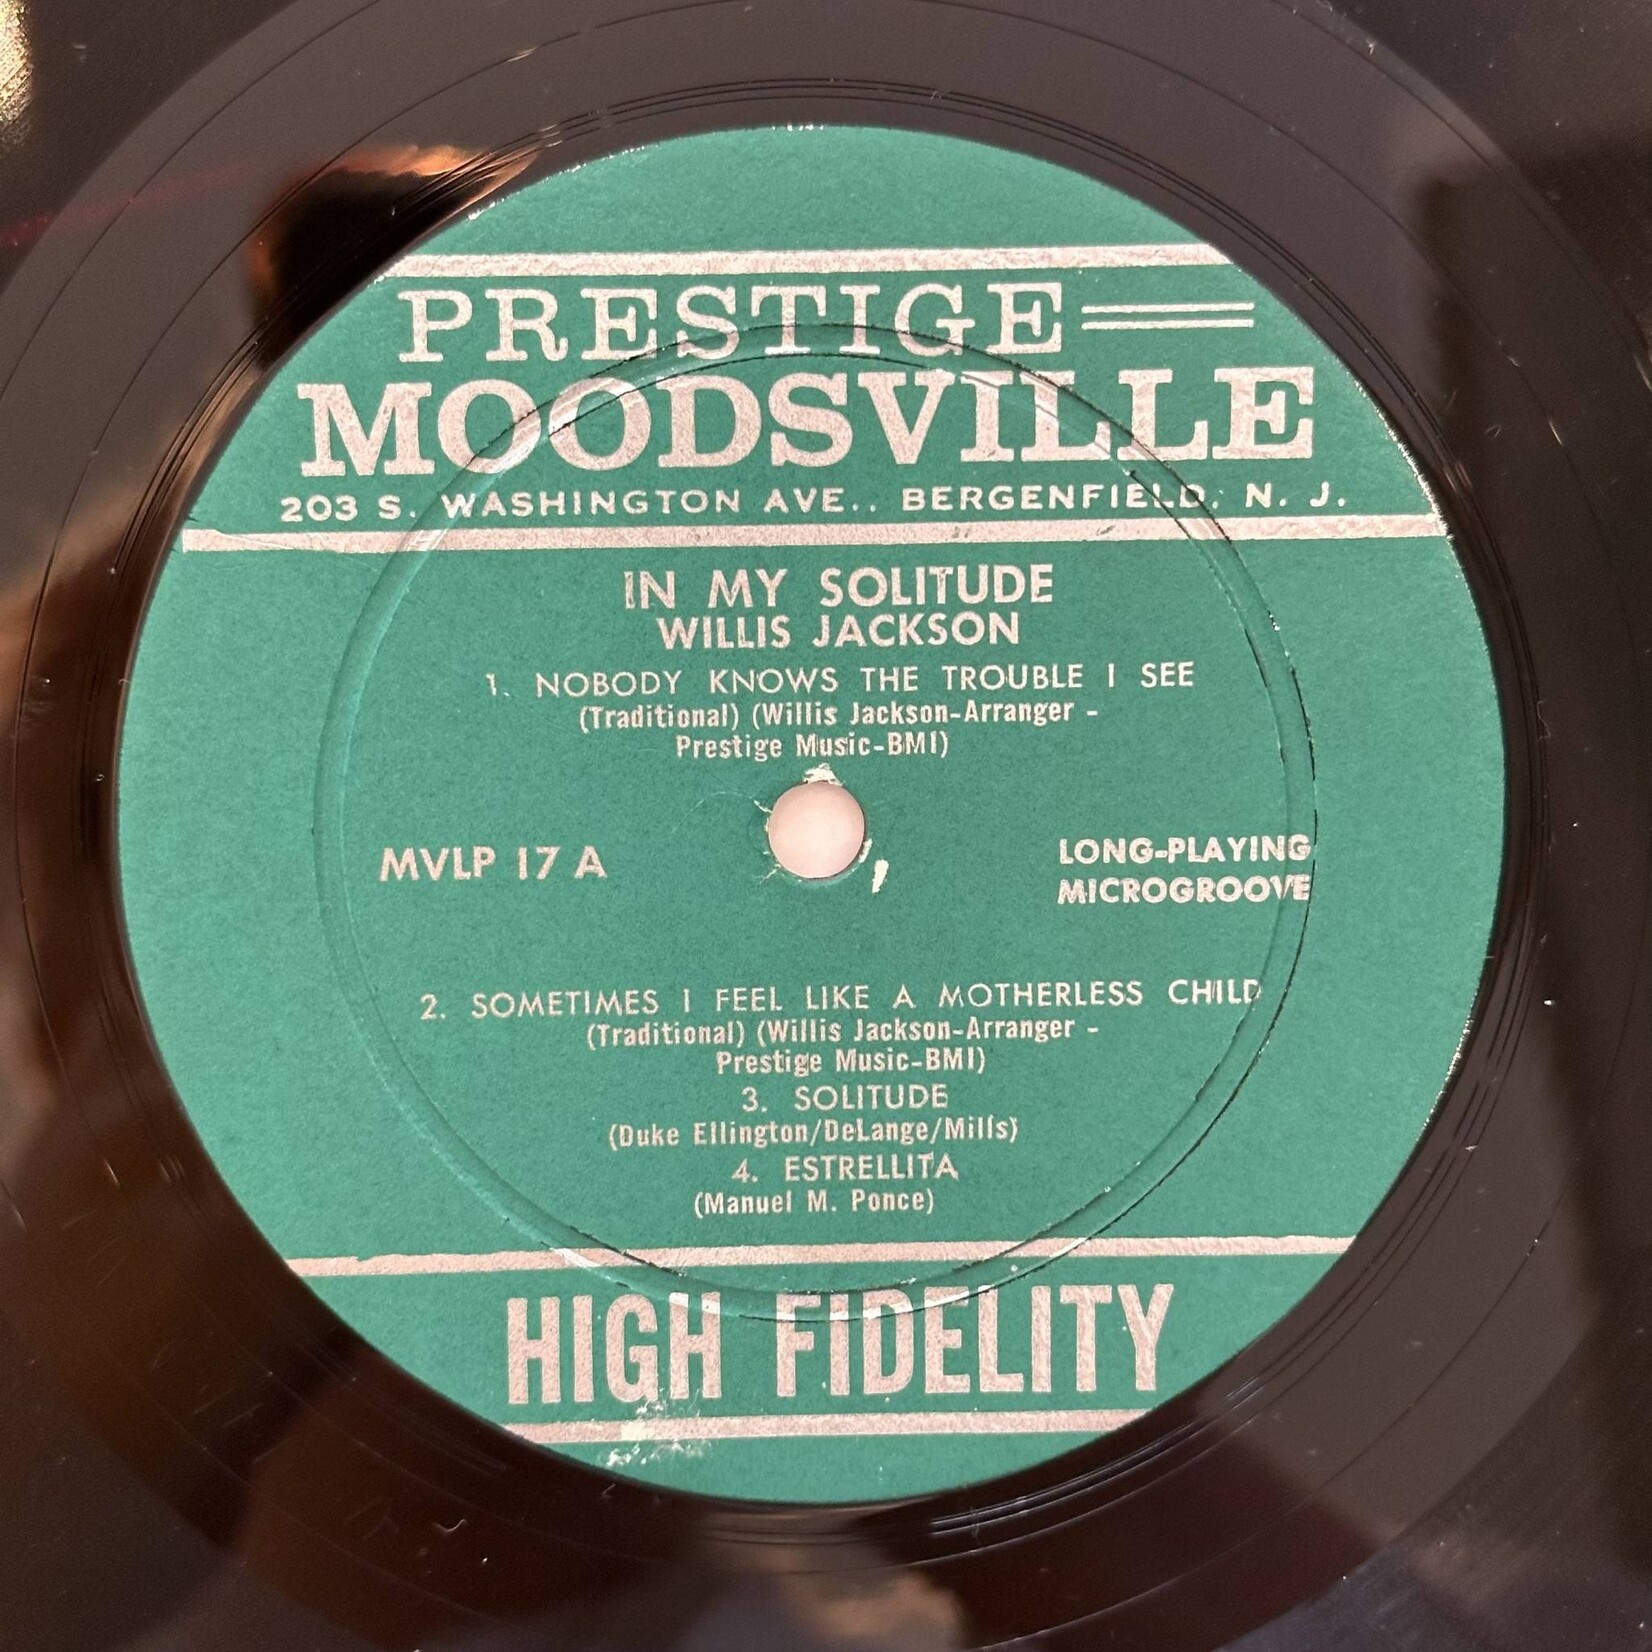 PRESTIGE
MOODSVILLE
203 S. WASHINGTON AVE., BERGENFIELD, N. J.
IN MY SOLITUDE
WILLIS JACKSON
1. NOBODY KNOWS THE TROUBLE I SEE
(Traditional) (Willis Jackson-Arranger -
Prestige Music-BMI)
MVLP 17 A
LONG-PLAYING
MICROGROOVE
2. SOMETIMES I FEEL LIKE A MOTHERLESS CHILD
(Traditional) (Willis Jackson-Arranger -
Prestige Music-BMI)
3. SOLITUDE
(Duke Ellington/DeLange/Mills)
4. ESTRELLITA
(Manuel M. Ponce)
HIGH FIDELITY